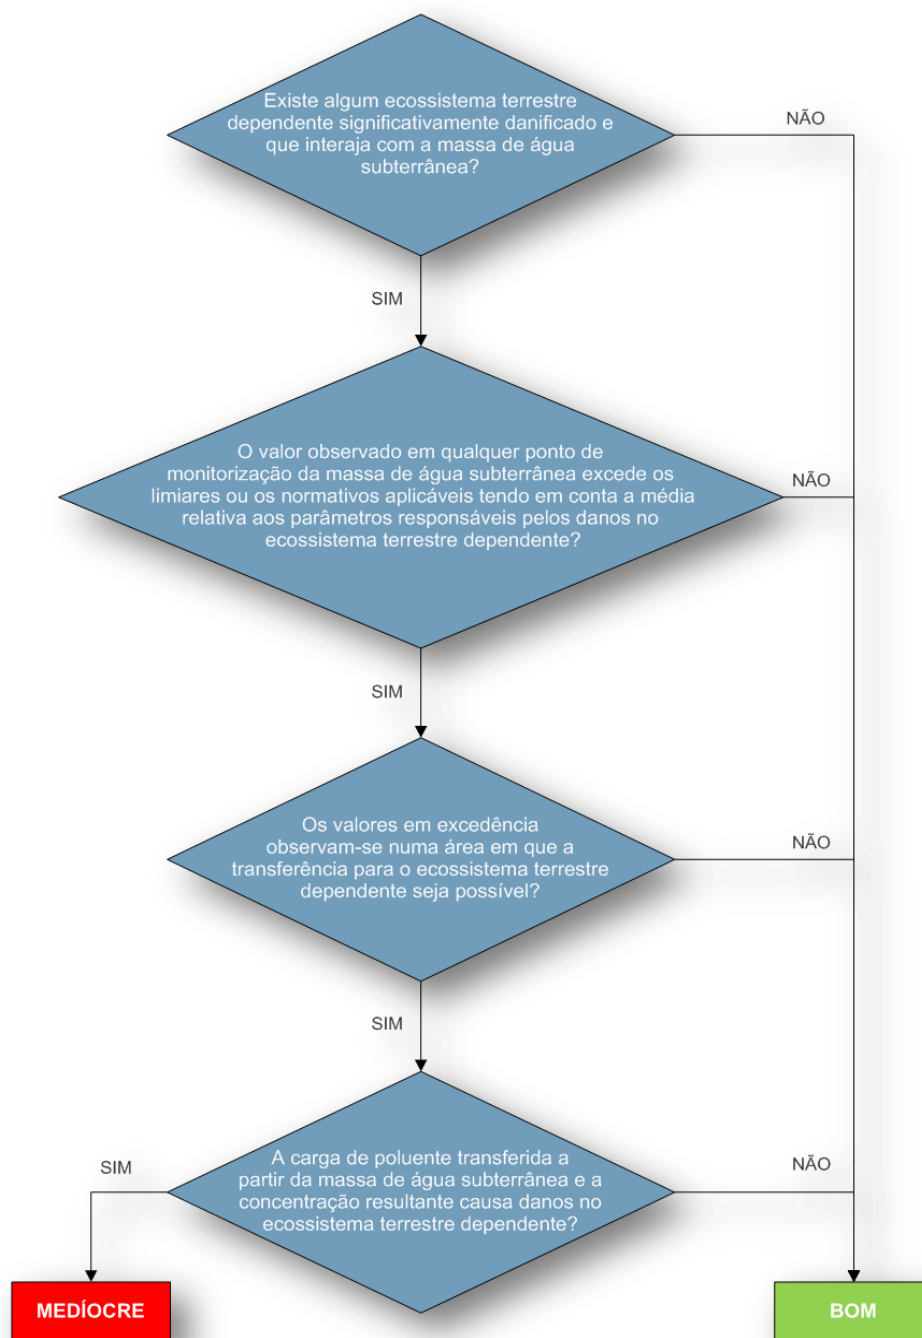 Existe algum ecossistema terrestre
dependente significativamente danificado e
que interaja com a massa de água
subterrânea?
NÃO
SIM
O valor observado em qualquer ponto de
monitorização da massa de água subterrânea excede os
limiares ou os normativos aplicáveis tendo em conta a média
relativa aos parâmetros responsáveis pelos danos no
ecossistema terrestre dependente?
NÃO
SIM
Os valores em excedência
observam-se numa área em que a
transferência para o ecossistema terrestre
dependente seja possível?
NÃO
SIM
A carga de poluente transferida a
partir da massa de água subterrânea e a
concentração resultante causa danos no
ecossistema terrestre dependente?
SIM
NÃO
MEDÍOCRE
BOM